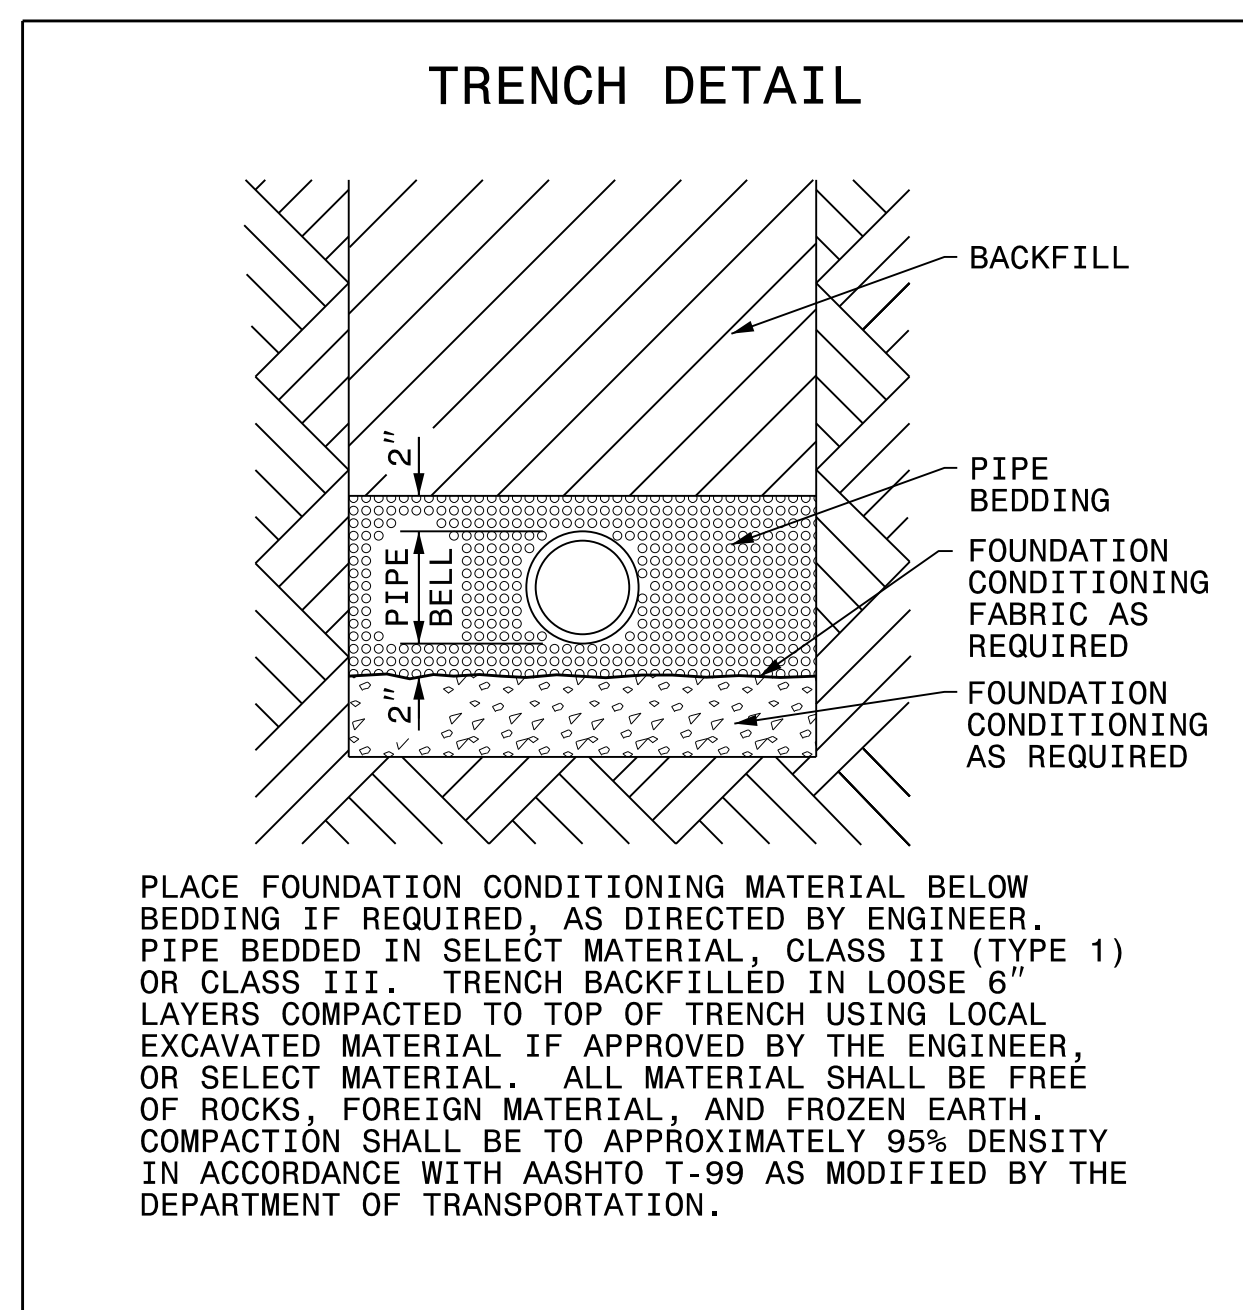 TRENCH DETAIL
BACKFILL
2"
PIPE
BEDDING
PIPE
BELL
FOUNDATION
CONDITIONING
FABRIC AS
REQUIRED
2"
FOUNDATION
CONDITIONING
AS REQUIRED
PLACE FOUNDATION CONDITIONING MATERIAL BELOW
BEDDING IF REQUIRED, AS DIRECTED BY ENGINEER.
PIPE BEDDED IN SELECT MATERIAL, CLASS II (TYPE 1)
OR CLASS III. TRENCH BACKFILLED IN LOOSE 6"
LAYERS COMPACTED TO TOP OF TRENCH USING LOCAL
EXCAVATED MATERIAL IF APPROVED BY THE ENGINEER,
OR SELECT MATERIAL. ALL MATERIAL SHALL BE FREE
OF ROCKS, FOREIGN MATERIAL, AND FROZEN EARTH.
COMPACTION SHALL BE TO APPROXIMATELY 95% DENSITY
IN ACCORDANCE WITH AASHTO T-99 AS MODIFIED BY THE
DEPARTMENT OF TRANSPORTATION.